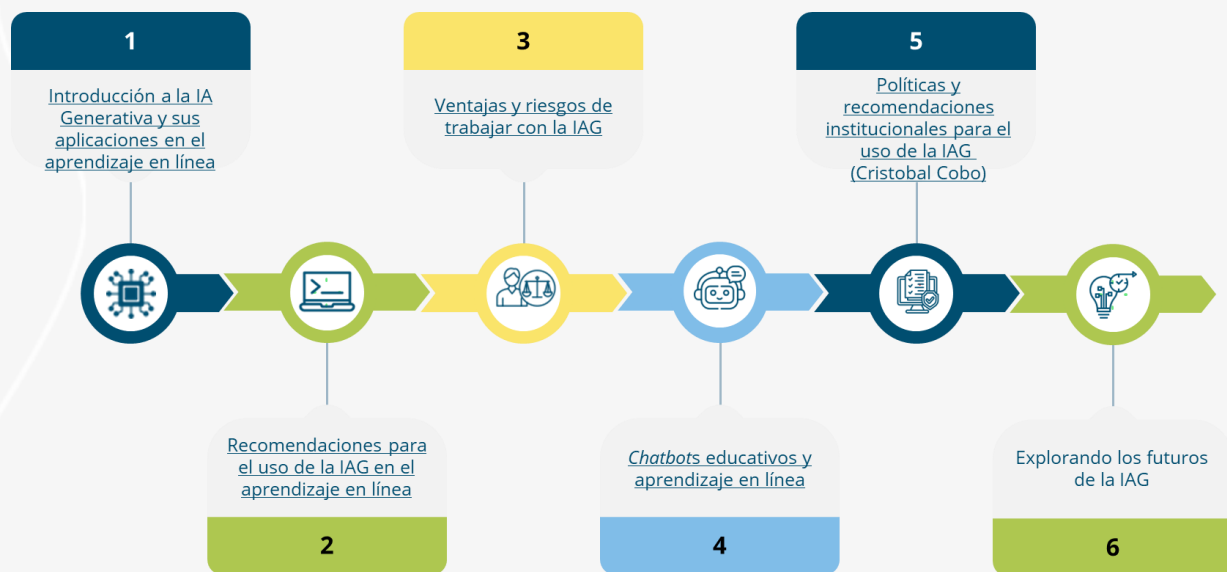 1
Introducción a la IA
Generativa y sus
aplicaciones en el
aprendizaje en línea
3
Ventajas y riesgos de
trabajar con la IAG
5
Políticas y
recomendaciones
institucionales para el
uso de la IAG
(Cristobal Cobo)
Recomendaciones para
el uso de la IAG en el
aprendizaje en línea
2
Chatbots educativos y
aprendizaje en línea
4
Explorando los futuros
de la IAG
6